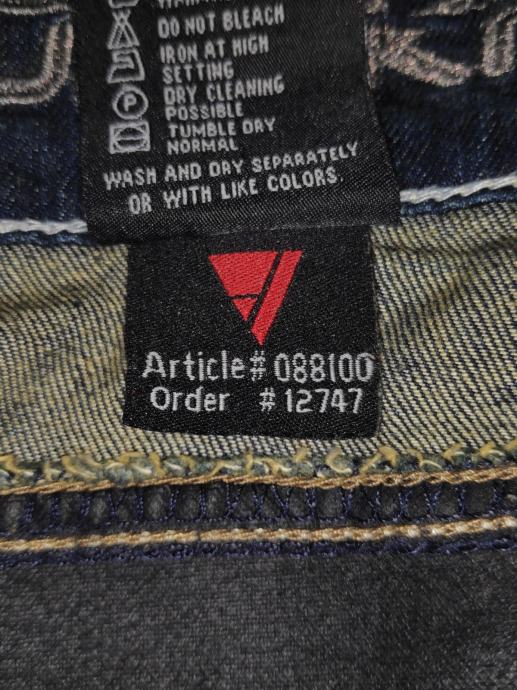 DO NOT BLEACH
IRON AT HIGH
SETTING
DRY CLEANING
POSSIBLE
TUMBLE DRY
NORMAL
WASH AND DRY SEPARATELY
OR WITH LIKE COLORS.
Article# 088100
Order #12747